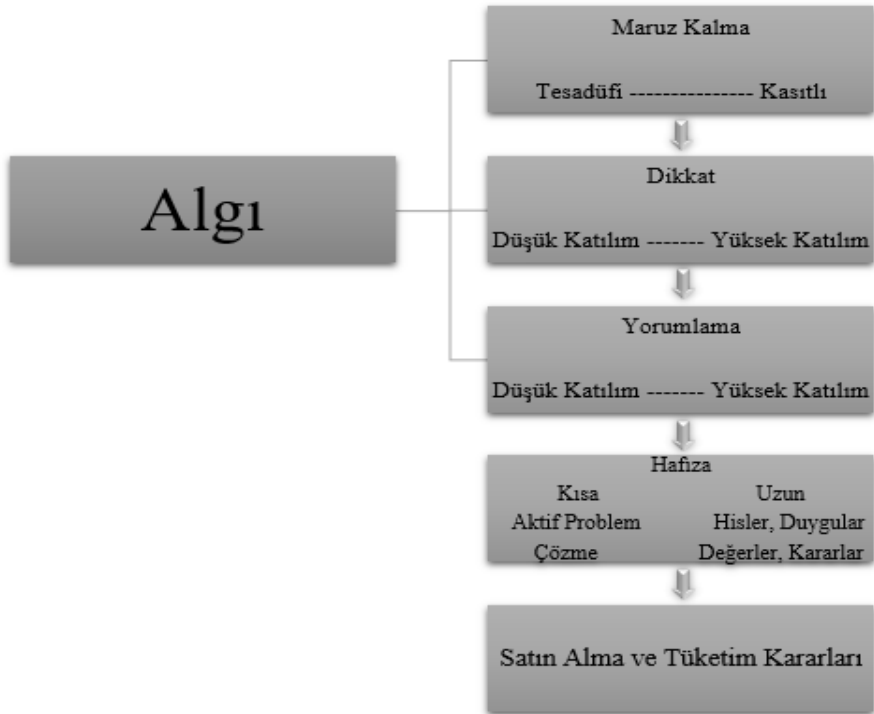 Algı
Maruz Kalma
Tesadüfi --------------- Kasıtlı
Dikkat
Düşük Katılım ------- Yüksek Katılım
Yorumlama
Düşük Katılım ------- Yüksek Katılım
Hafıza
Kısa Uzun
Aktif Problem Hisler, Duygular
Çözme Değerler, Kararlar
Satın Alma ve Tüketim Kararları